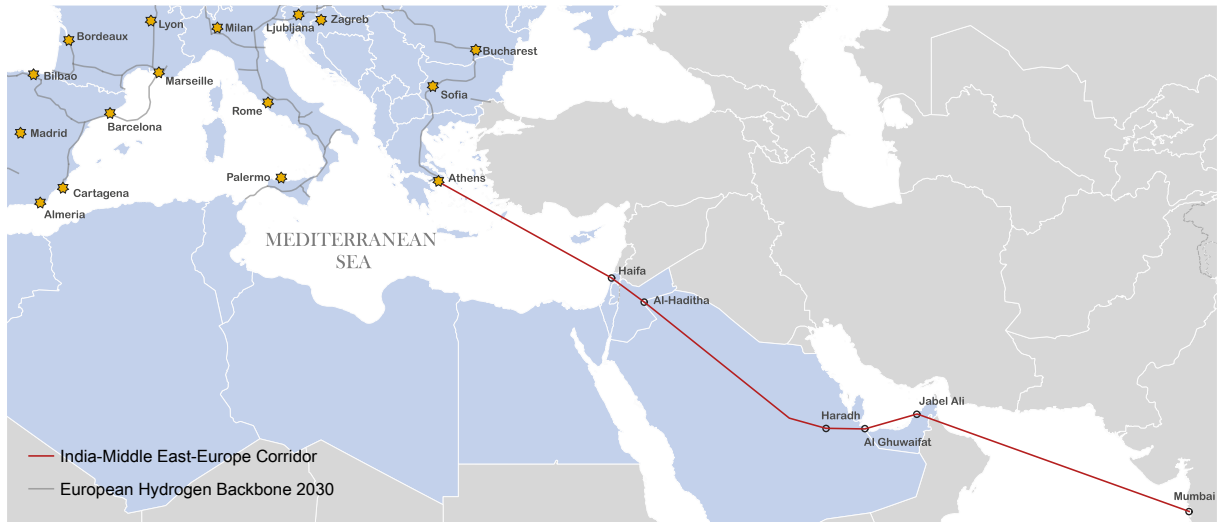 Lyon
Ljubljana
Zagreb
Milan
Bordeaux
Bucharest
Bilbao
Marseille
Sofia
Rome
Barcelona
Madrid
Palermo
Athens
Cartagena
Almeria
MEDITERRANEAN
SEA
Haifa
Al-Haditha
Jabel Ali
Haradh
Al Ghuwaifat
India-Middle East-Europe Corridor
European Hydrogen Backbone 2030
Mumbai